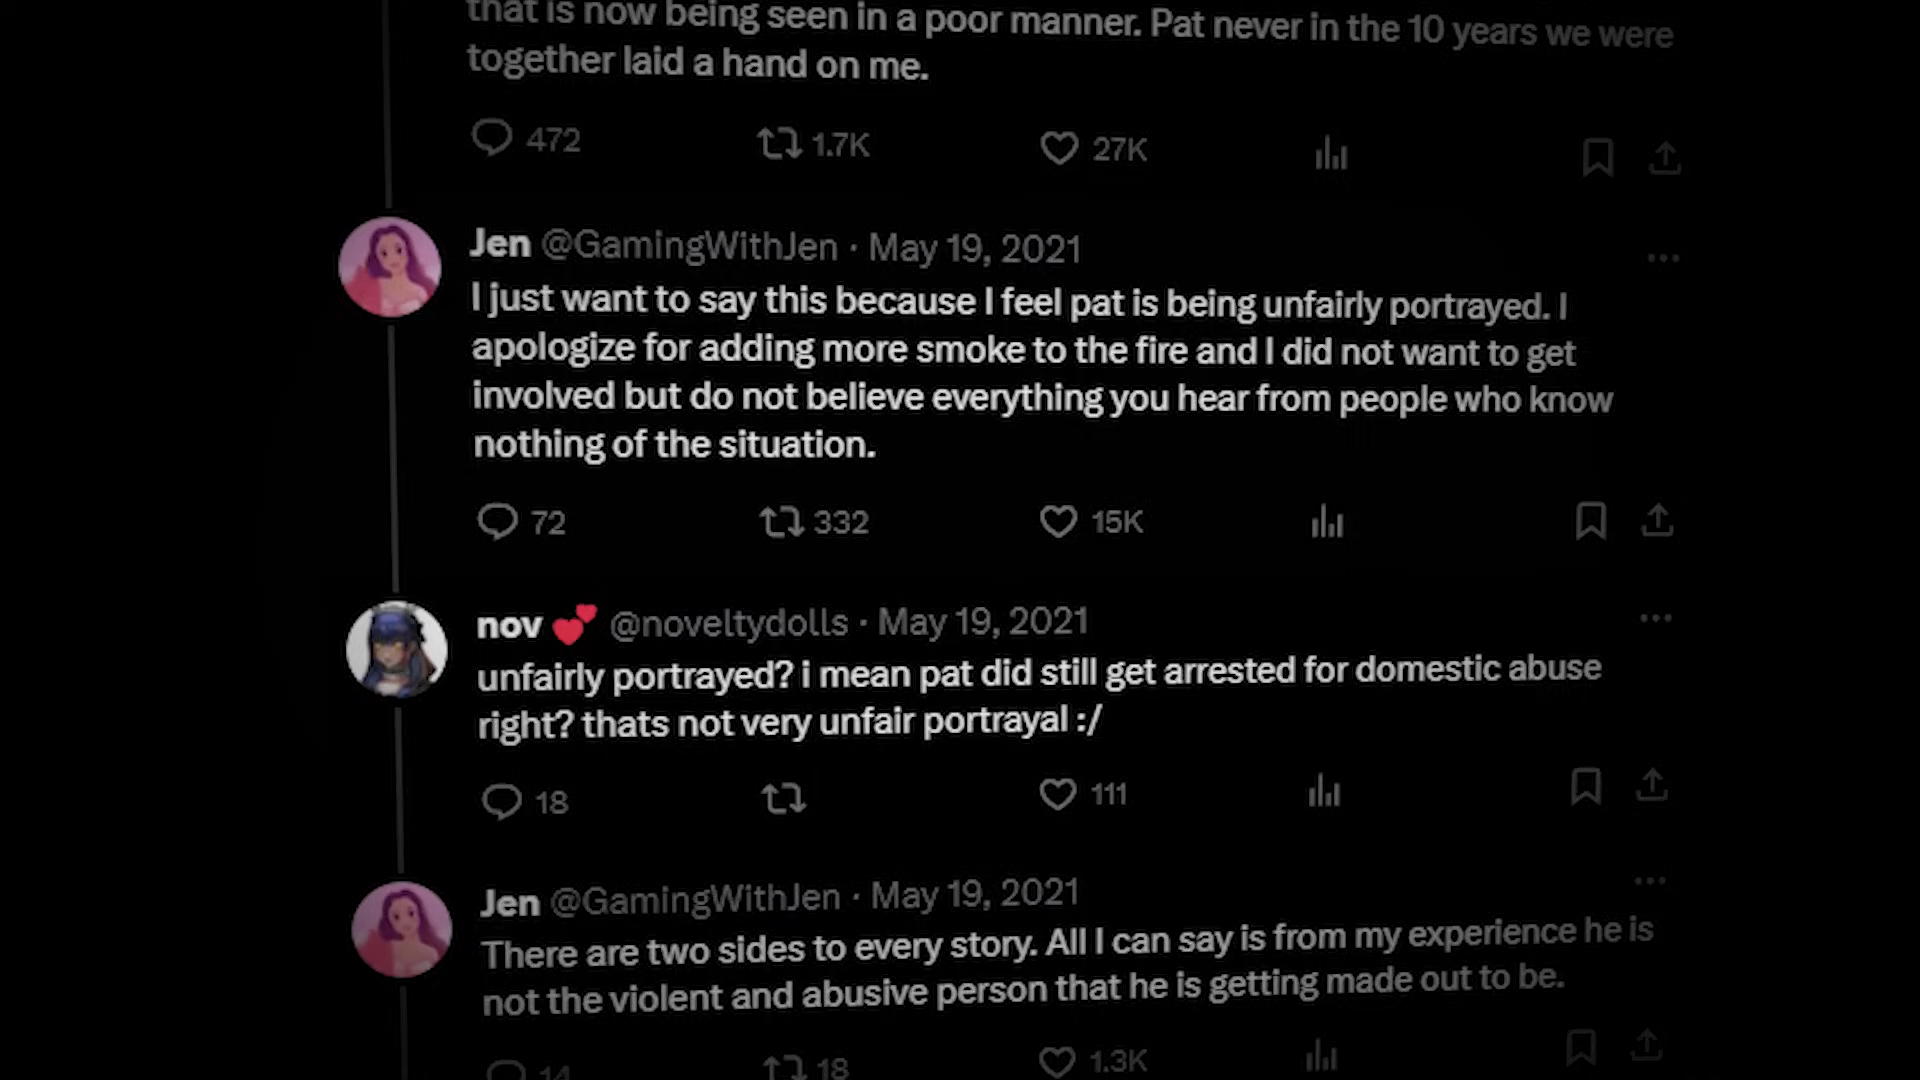 that is now being seen in a poor manner. Pat never in the 10 years we were
together laid a hand on me.
472 1.7K 27K
Jen @GamingWithJen · May 19, 2021
I just want to say this because I feel pat is being unfairly portrayed. I
apologize for adding more smoke to the fire and I did not want to get
involved but do not believe everything you hear from people who know
nothing of the situation.
72 332 15K
nov 💕 @noveltydolls · May 19, 2021
unfairly portrayed? i mean pat did still get arrested for domestic abuse
right? thats not very unfair portrayal :/
18 111
Jen @GamingWithJen · May 19, 2021
There are two sides to every story. All I can say is from my experience he is
not the violent and abusive person that he is getting made out to be.
14 18 1.3K